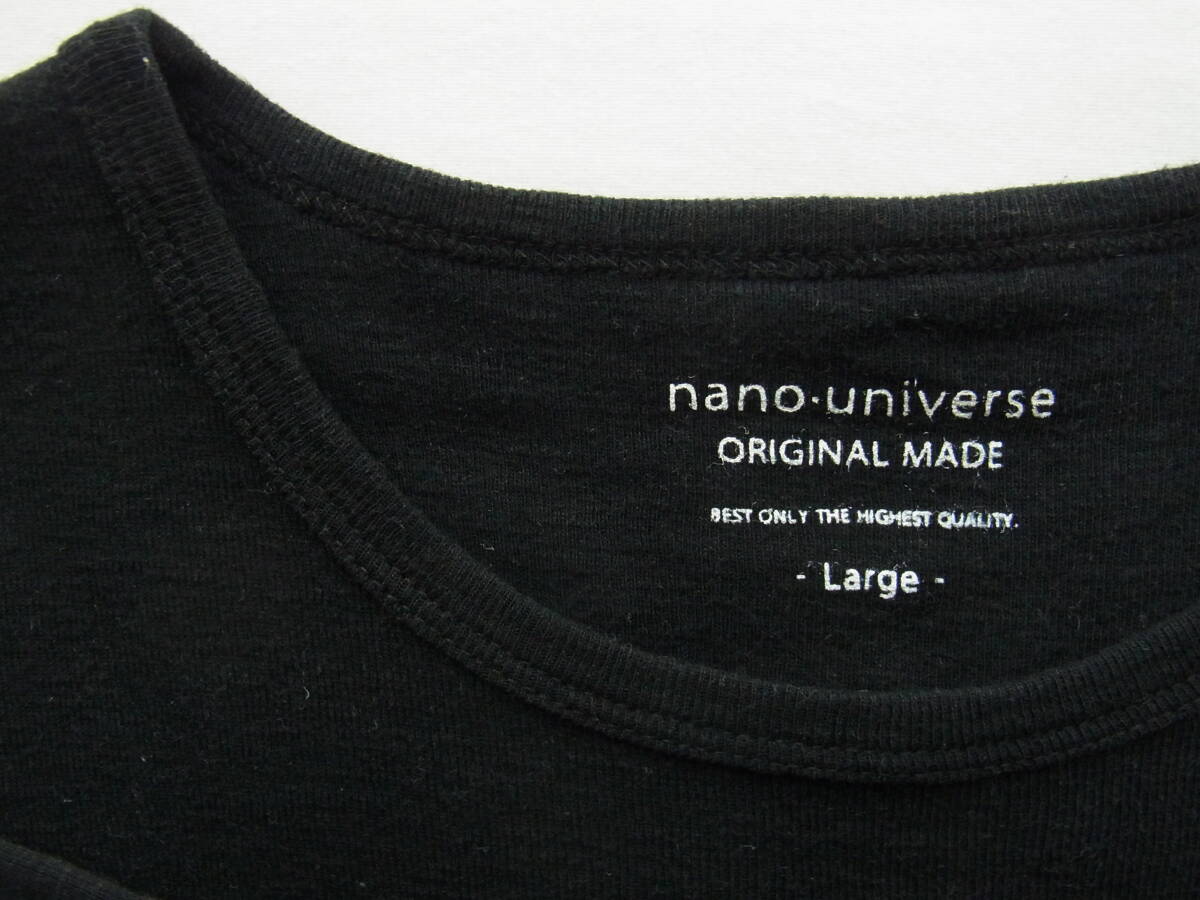 nano·universe
ORIGINAL MADE
BEST ONLY THE HIGHEST QUALITY.
- Large -